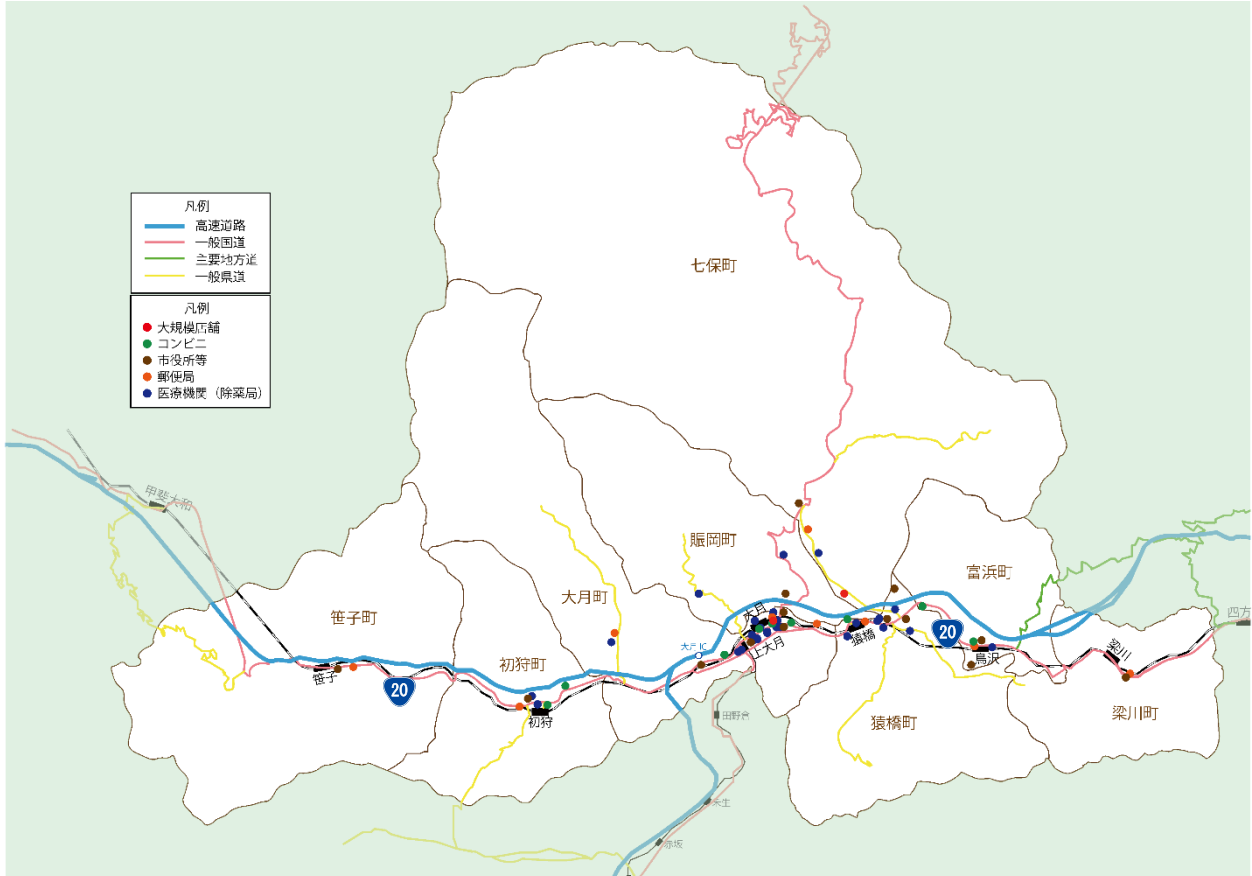 凡例
高速道路
一般国道
主要地方道
一般県道
凡例
大規模店舗
コンビニ
市役所等
郵便局
医療機関（除薬局）
七保町
甲斐大和
賑岡町
富浜町
大月町
笹子町
初狩町
猿橋町
梁川町
大月
上大月
大月IC
猿橋
鳥沢
梁川
四方
笹子
初狩
20
20
田野倉
禾生
赤坂